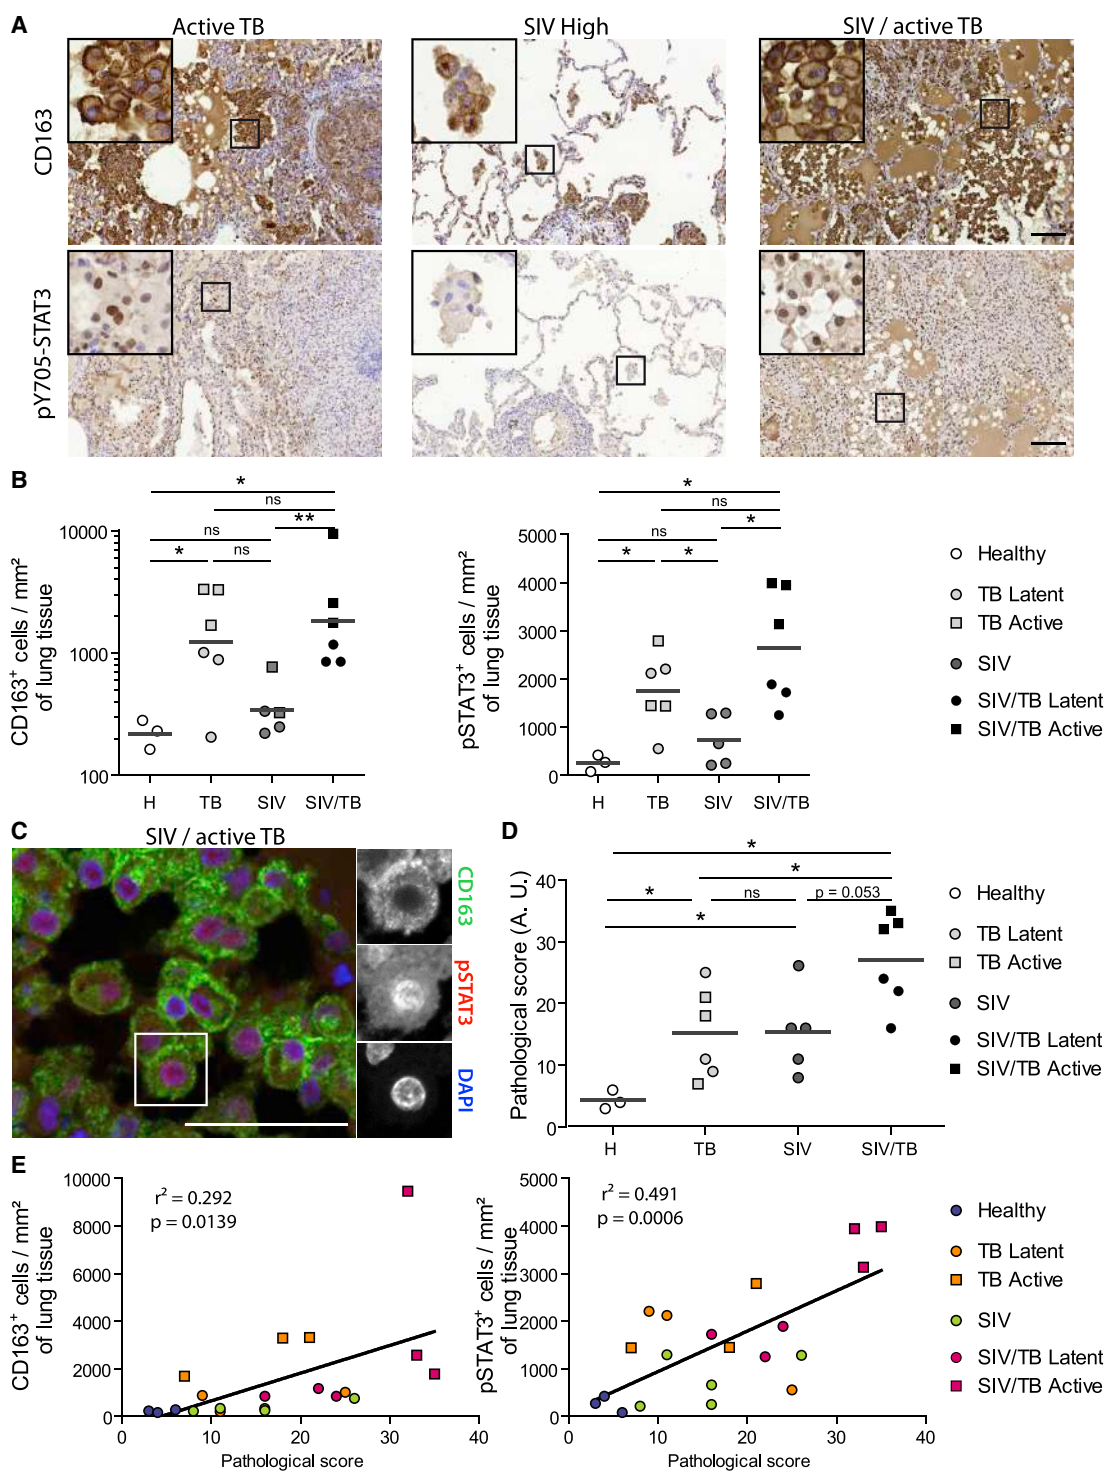 A
Active TB
SIV High
SIV / active TB
CD163
pY705-STAT3
B
CD163⁺ cells / mm²
of lung tissue
10000
1000
100
*
ns
**
ns
*
ns
H
TB
SIV
SIV/TB
pSTAT3⁺ cells / mm²
of lung tissue
5000
4000
3000
2000
1000
0
*
ns
ns
*
*
*
H
TB
SIV
SIV/TB
Healthy
TB Latent
TB Active
SIV
SIV/TB Latent
SIV/TB Active
C
SIV / active TB
CD163
pSTAT3
DAPI
D
Pathological score (A. U.)
40
30
20
10
0
*
*
*
ns
p = 0.053
*
H
TB
SIV
SIV/TB
Healthy
TB Latent
TB Active
SIV
SIV/TB Latent
SIV/TB Active
E
CD163⁺ cells / mm²
of lung tissue
10000
8000
6000
4000
2000
0
r² = 0.292
p = 0.0139
0
10
20
30
40
Pathological score
pSTAT3⁺ cells / mm²
of lung tissue
5000
4000
3000
2000
1000
0
r² = 0.491
p = 0.0006
0
10
20
30
40
Pathological score
Healthy
TB Latent
TB Active
SIV
SIV/TB Latent
SIV/TB Active